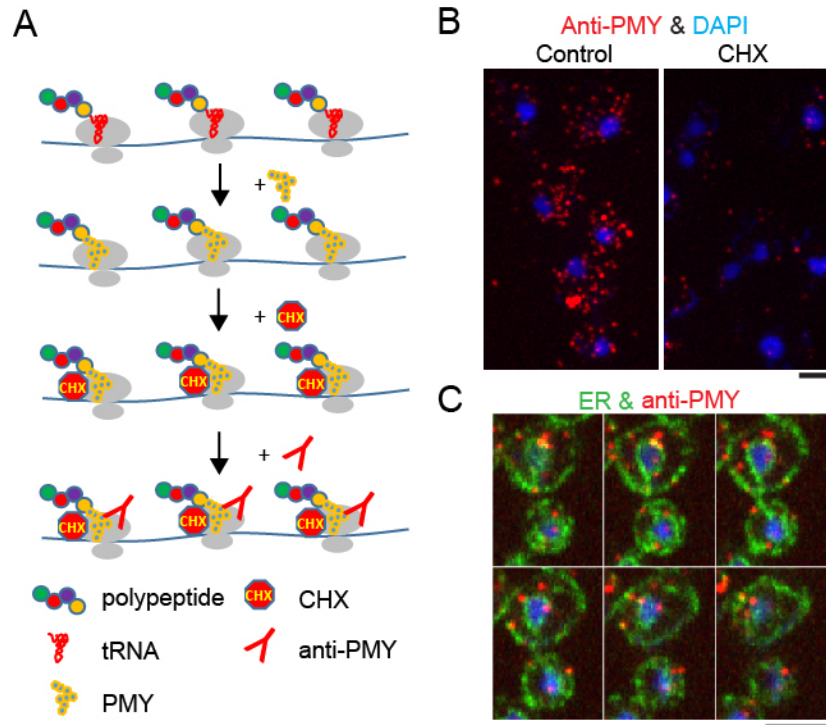 A
+
+ CHX
CHX CHX CHX
+
CHX CHX CHX
polypeptide
CHX CHX
tRNA
anti-PMY
PMY
B
Anti-PMY & DAPI
Control CHX
C
ER & anti-PMY